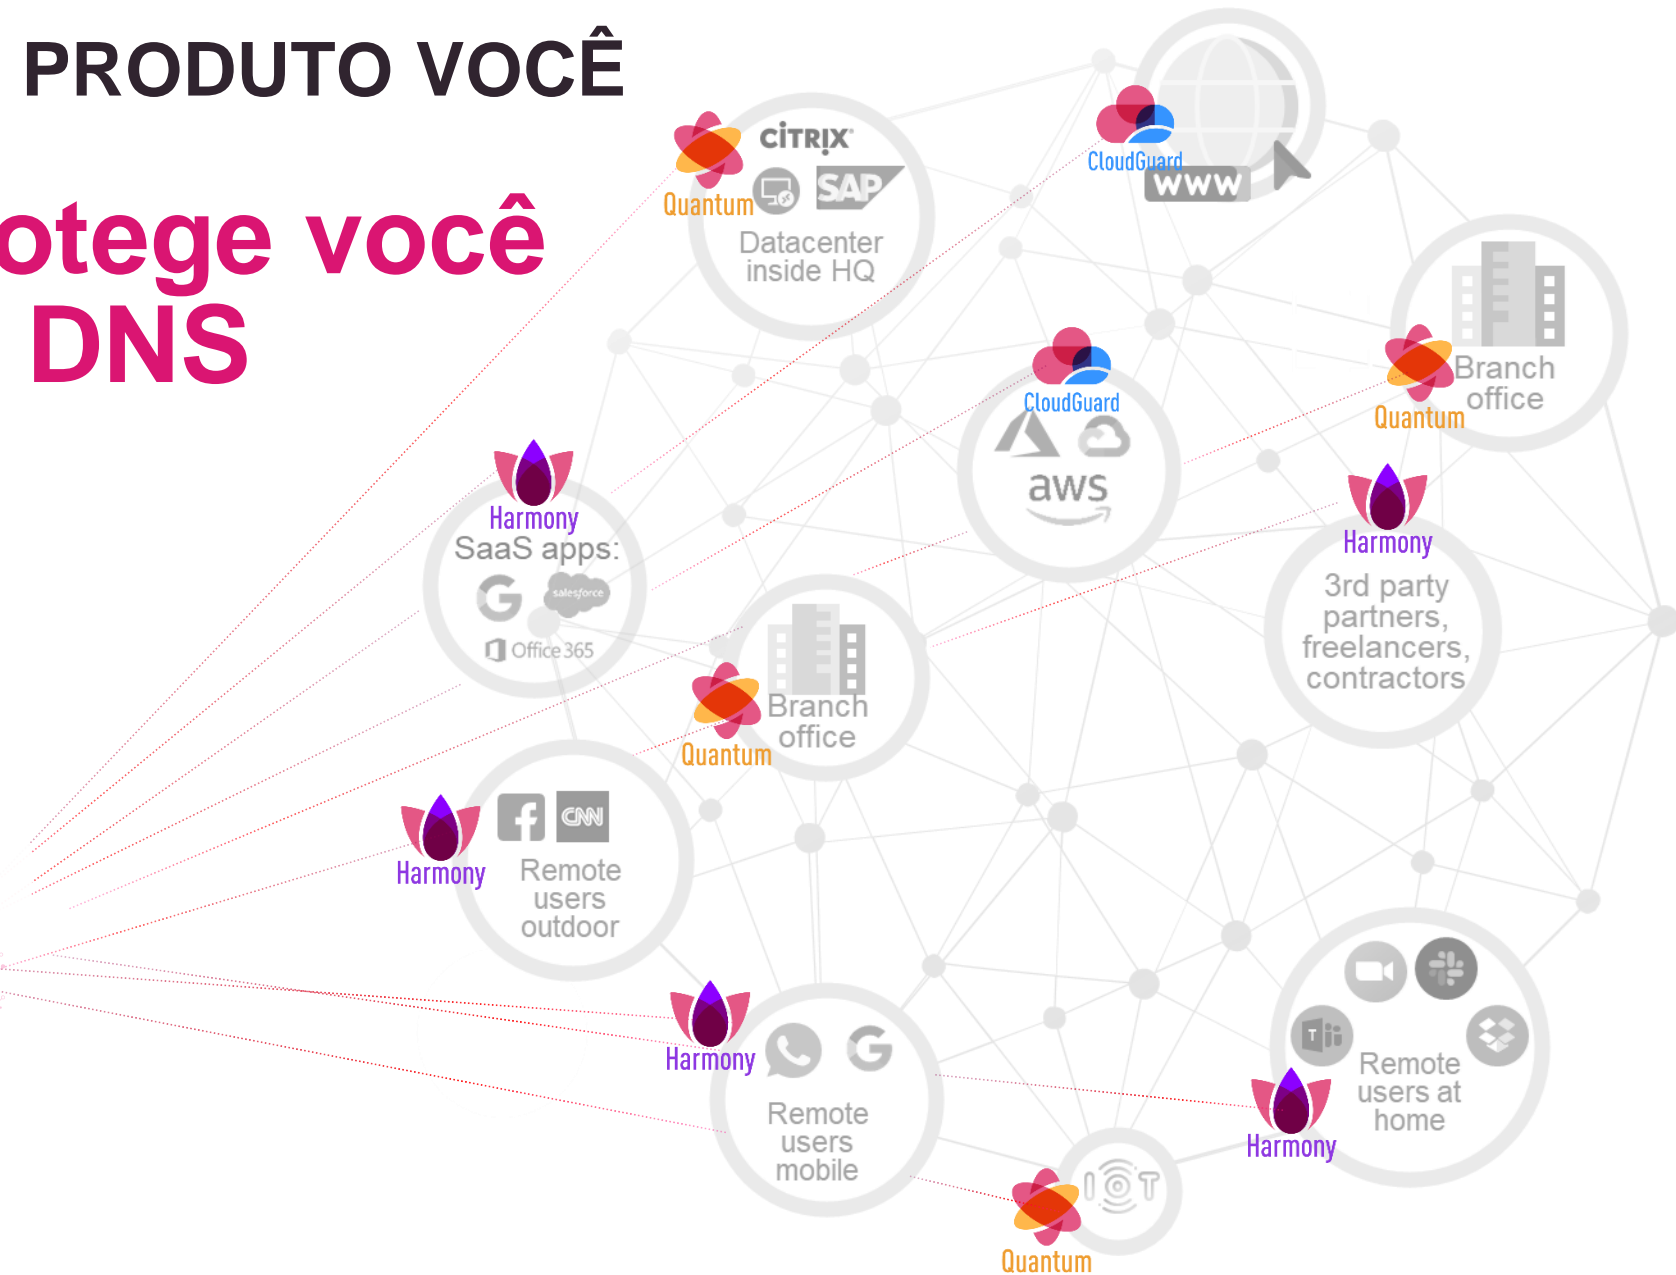 PRODUTO VOCÊ
otege você
DNS
CİTRIX
SAP
Quantum
Datacenter
inside HQ
CloudGuard
www
Branch
office
Quantum
CloudGuard
aws
Harmony
SaaS apps:
G
salesforce
Office 365
Harmony
3rd party
partners,
freelancers,
contractors
Branch
office
Quantum
f
CNN
Harmony
Remote
users
outdoor
Harmony
G
Remote
users
mobile
T
Remote
users at
home
Harmony
IOT
Quantum